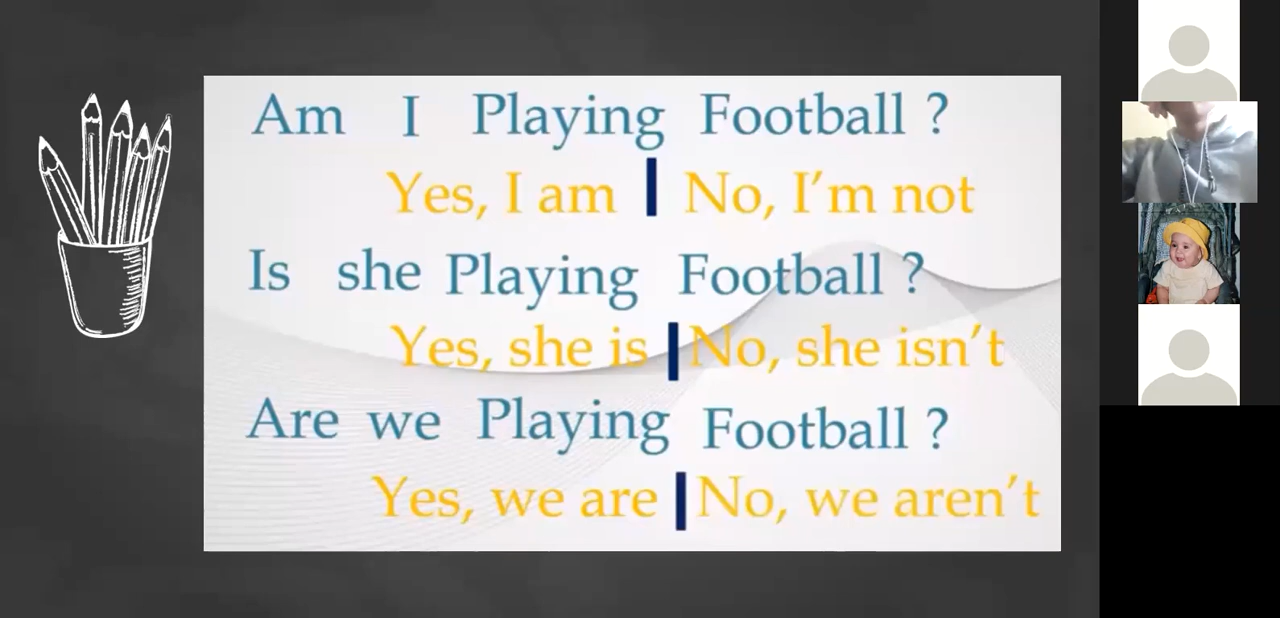 Am I Playing Football ?
Yes, I am | No, I’m not
Is she Playing Football ?
Yes, she is | No, she isn’t
Are we Playing Football ?
Yes, we are | No, we aren’t